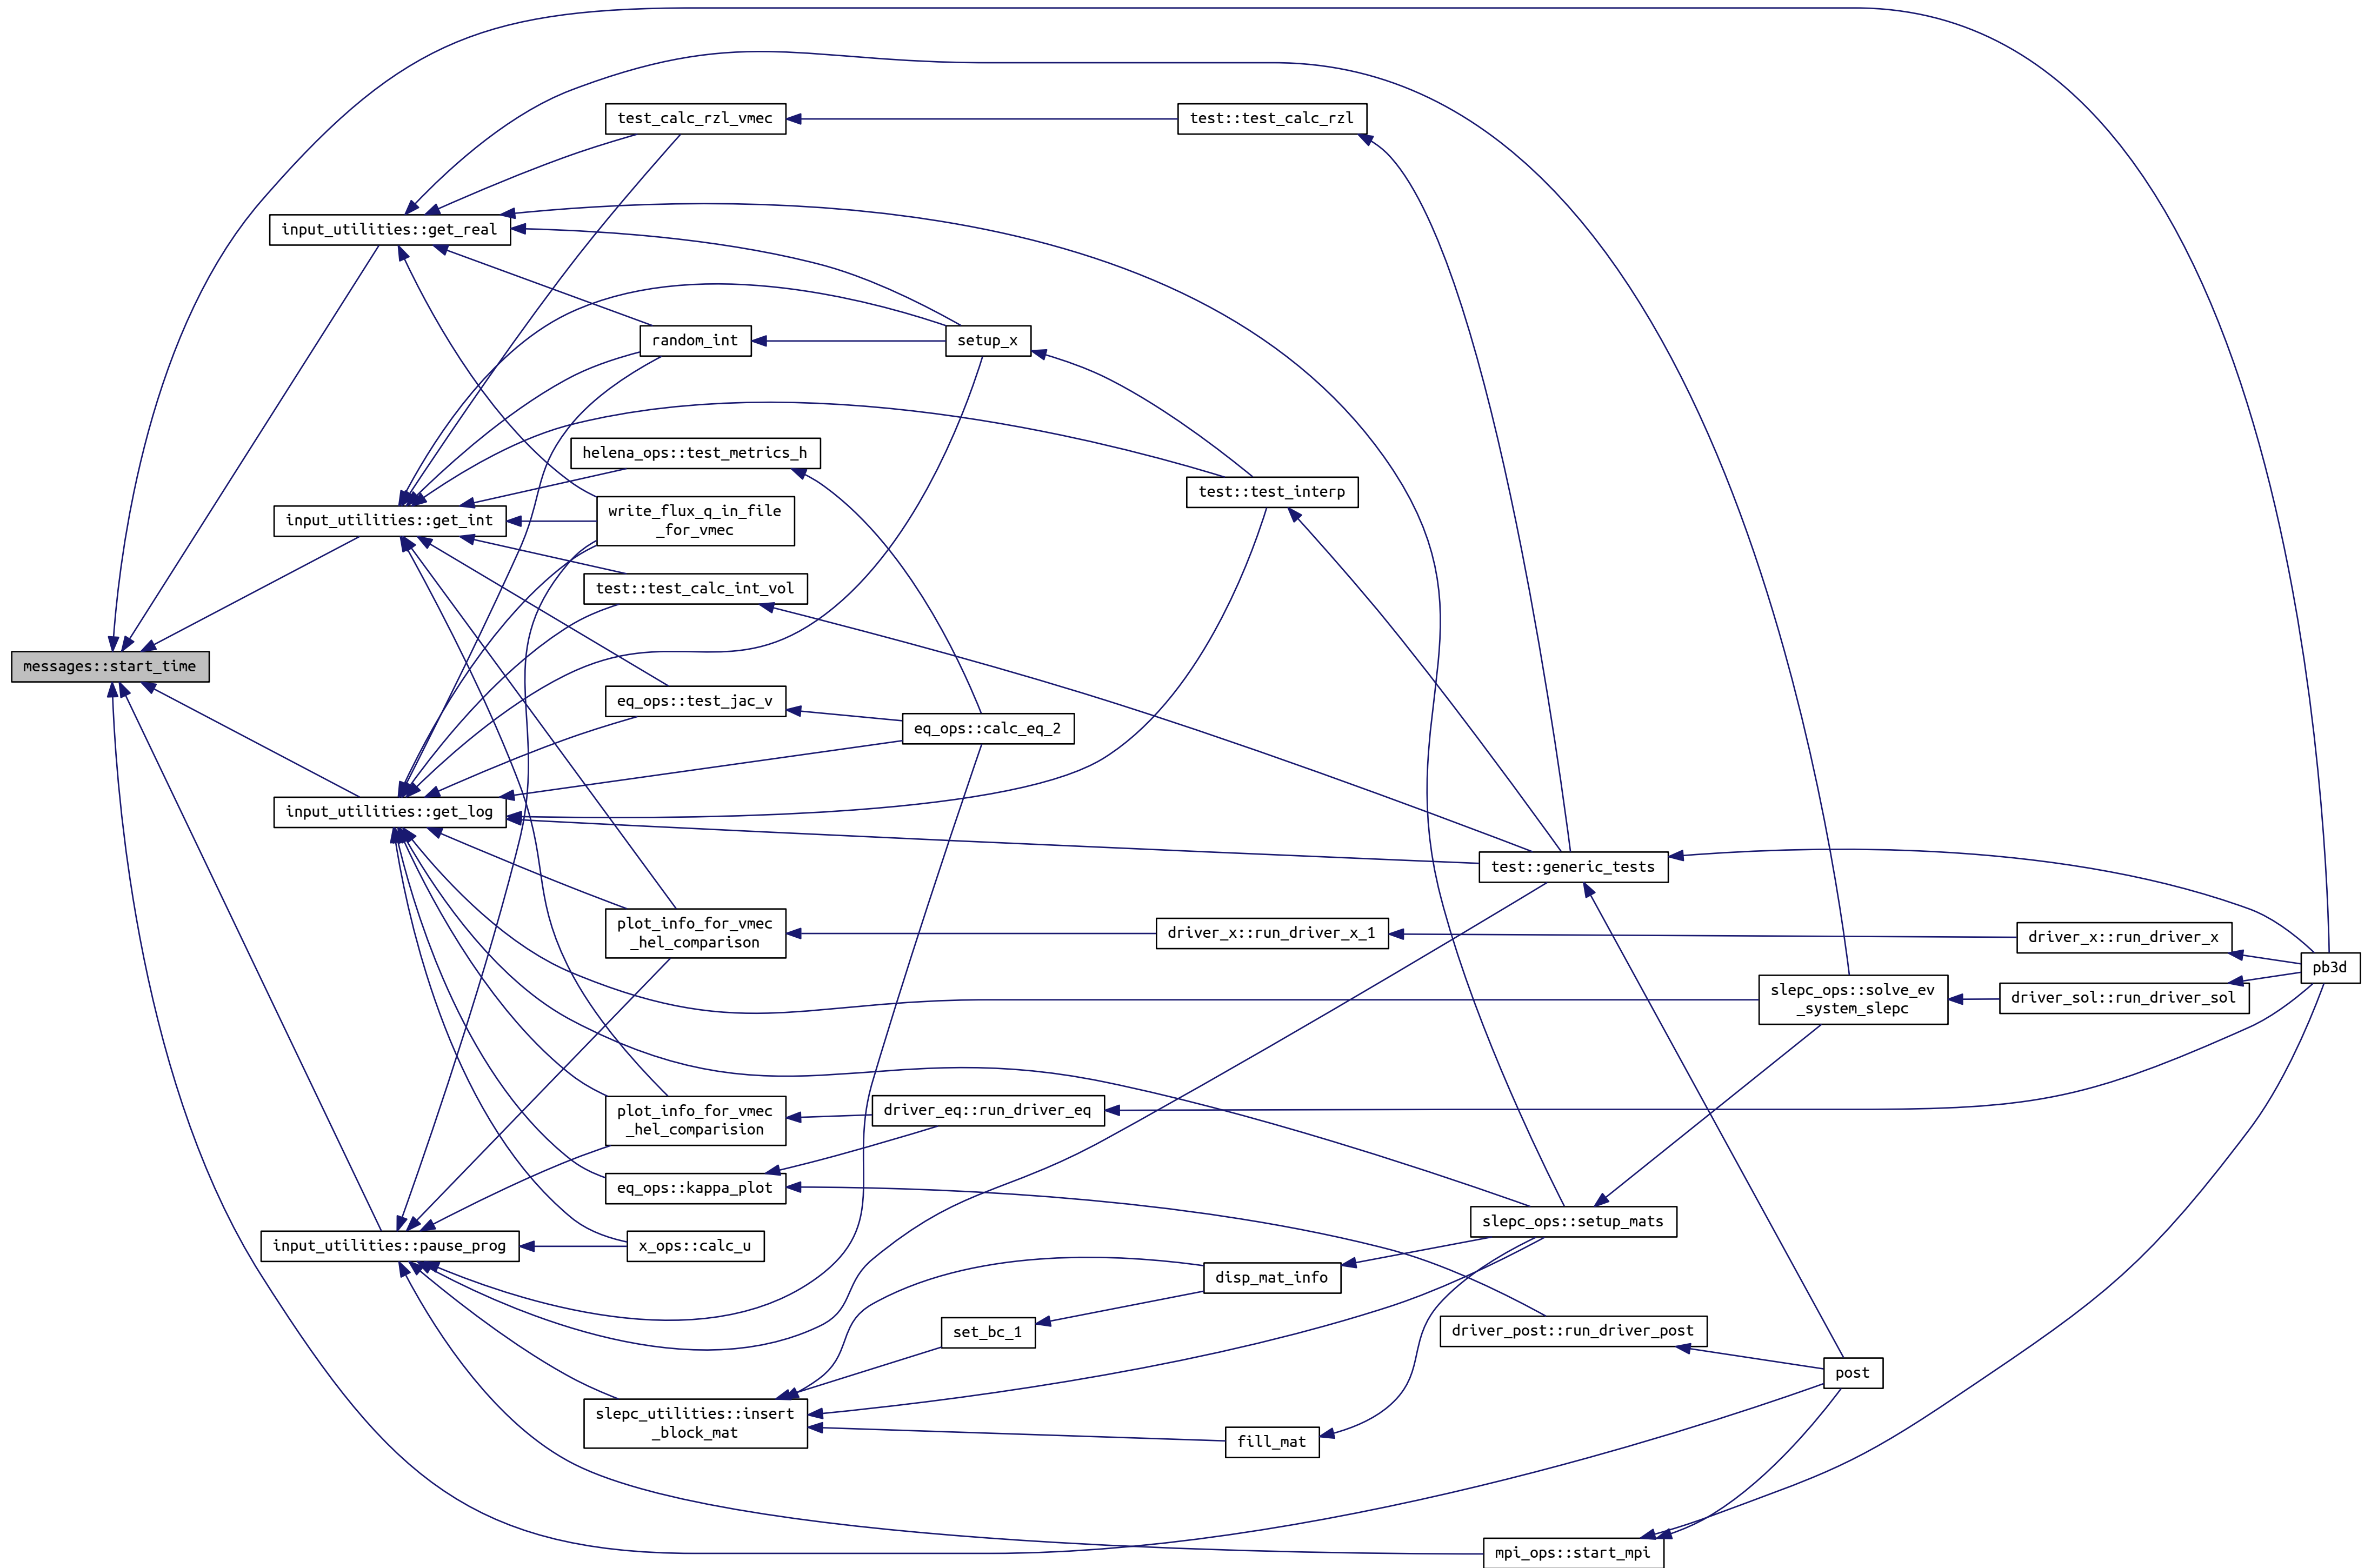 messages::start_time
input_utilities::get_real
input_utilities::get_int
input_utilities::get_log
input_utilities::pause_prog
test_calc_rzl_vmec
random_int
helena_ops::test_metrics_h
write_flux_q_in_file
_for_vmec
test::test_calc_int_vol
eq_ops::test_jac_v
plot_info_for_vmec
_hel_comparison
plot_info_for_vmec
_hel_comparision
eq_ops::kappa_plot
x_ops::calc_u
slepc_utilities::insert
_block_mat
setup_x
eq_ops::calc_eq_2
driver_eq::run_driver_eq
set_bc_1
test::test_calc_rzl
test::test_interp
driver_x::run_driver_x_1
disp_mat_info
fill_mat
test::generic_tests
slepc_ops::setup_mats
driver_post::run_driver_post
mpi_ops::start_mpi
slepc_ops::solve_ev
_system_slepc
post
driver_x::run_driver_x
driver_sol::run_driver_sol
pb3d